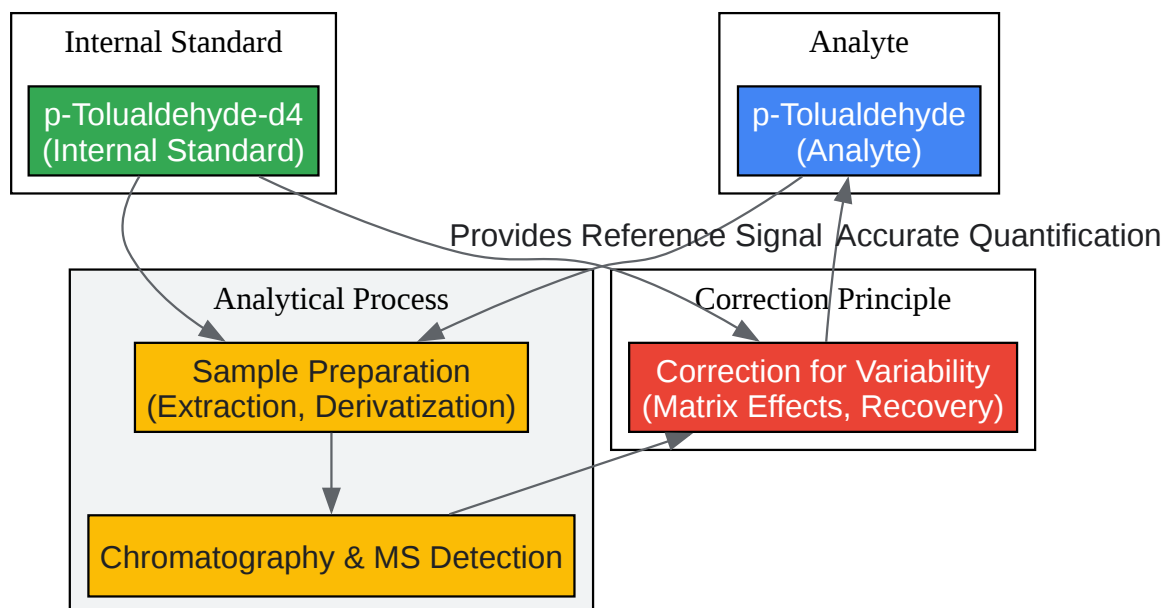 Internal Standard
p-Tolualdehyde-d4
(Internal Standard)
Analyte
p-Tolualdehyde
(Analyte)
Provides Reference Signal
Accurate Quantification
Analytical Process
Sample Preparation
(Extraction, Derivatization)
Chromatography & MS Detection
Correction Principle
Correction for Variability
(Matrix Effects, Recovery)